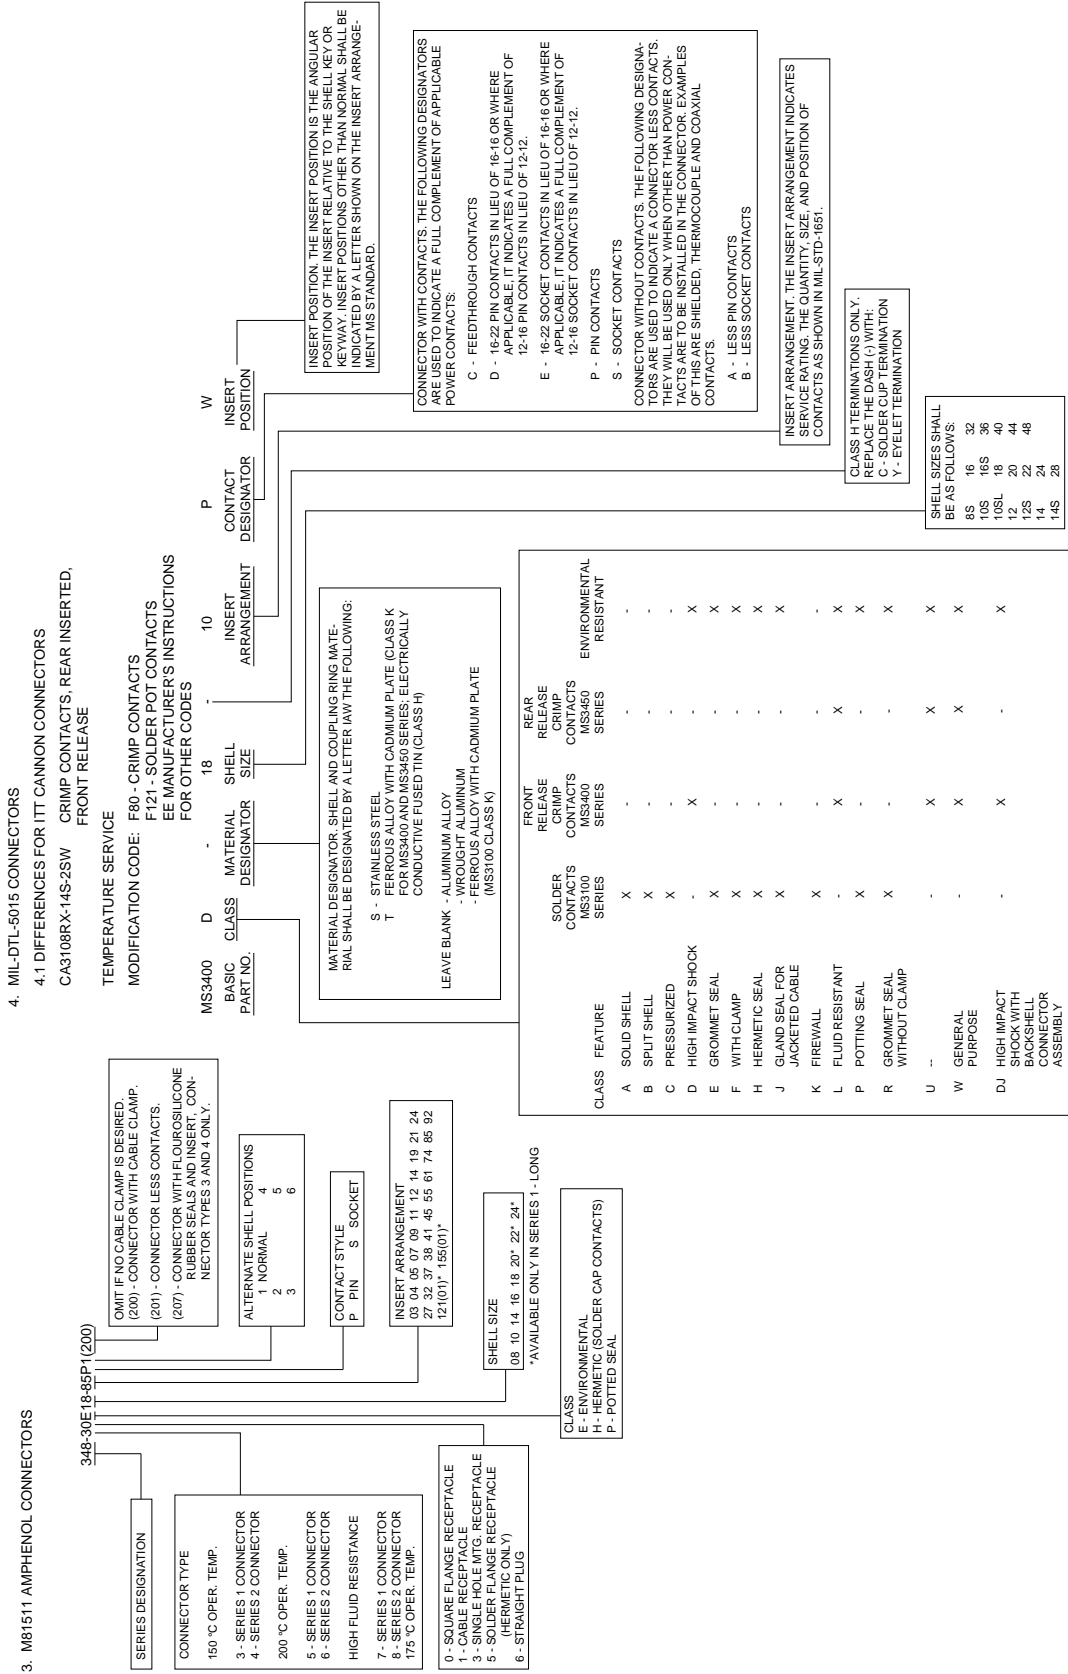 3. M81511 AMPHENOL CONNECTORS
348-30E18-85P1(200)
SERIES DESIGNATION
CONNECTOR TYPE
150 °C OPER. TEMP.
3 - SERIES 1 CONNECTOR
4 - SERIES 2 CONNECTOR
200 °C OPER. TEMP.
5 - SERIES 1 CONNECTOR
6 - SERIES 2 CONNECTOR
HIGH FLUID RESISTANCE
7 - SERIES 1 CONNECTOR
8 - SERIES 2 CONNECTOR
175 °C OPER. TEMP.
0 - SQUARE FLANGE RECEPTACLE
1 - CABLE RECEPTACLE
3 - SINGLE HOLE MTG. RECEPTACLE
5 - SOLDER FLANGE RECEPTACLE
(HERMETIC ONLY)
6 - STRAIGHT PLUG
OMIT IF NO CABLE CLAMP IS DESIRED.
(200) - CONNECTOR WITH CABLE CLAMP.
(201) - CONNECTOR LESS CONTACTS.
(207) - CONNECTOR WITH FLOUROSILICONE
RUBBER SEALS AND INSERT, CON-
NECTOR TYPES 3 AND 4 ONLY.
ALTERNATE SHELL POSITIONS
1 NORMAL 4
2 5
3 6
CONTACT STYLE
P PIN S SOCKET
INSERT ARRANGEMENT
03 04 05 07 09 11 12 14 19 21 24
27 32 37 38 41 45 55 61 74 85 92
121(01)* 155(01)*
SHELL SIZE
08 10 14 16 18 20* 22* 24*
*AVAILABLE ONLY IN SERIES 1 - LONG
CLASS
E - ENVIRONMENTAL
H - HERMETIC (SOLDER CAP CONTACTS)
P - POTTED SEAL
4. MIL-DTL-5015 CONNECTORS
4.1 DIFFERENCES FOR ITT CANNON CONNECTORS
CA3108RX-14S-2SW CRIMP CONTACTS, REAR INSERTED,
FRONT RELEASE
TEMPERATURE SERVICE
MODIFICATION CODE: F80 - CRIMP CONTACTS
F121 - SOLDER POT CONTACTS
EE MANUFACTURER'S INSTRUCTIONS
FOR OTHER CODES
MS3400 D - 18 - 10 P W
BASIC PART NO. CLASS MATERIAL DESIGNATOR SHELL SIZE INSERT ARRANGEMENT CONTACT DESIGNATOR INSERT POSITION
MATERIAL DESIGNATOR. SHELL AND COUPLING RING MATE-
RIAL SHALL BE DESIGNATED BY A LETTER IAW THE FOLLOWING:
S - STAINLESS STEEL
T FERROUS ALLOY WITH CADMIUM PLATE (CLASS K
FOR MS3400 AND MS3450 SERIES; ELECTRICALLY
CONDUCTIVE FUSED TIN (CLASS H)
LEAVE BLANK - ALUMINUM ALLOY
- WROUGHT ALUMINUM
- FERROUS ALLOY WITH CADMIUM PLATE
(MS3100 CLASS K)
INSERT POSITION. THE INSERT POSITION IS THE ANGULAR
POSITION OF THE INSERT RELATIVE TO THE SHELL KEY OR
KEYWAY. INSERT POSITIONS OTHER THAN NORMAL SHALL BE
INDICATED BY A LETTER SHOWN ON THE INSERT ARRANGE-
MENT MS STANDARD.
CONNECTOR WITH CONTACTS. THE FOLLOWING DESIGNATORS
ARE USED TO INDICATE A FULL COMPLEMENT OF APPLICABLE
POWER CONTACTS:
C - FEEDTHROUGH CONTACTS
D - 16-22 PIN CONTACTS IN LIEU OF 16-16 OR WHERE
APPLICABLE, IT INDICATES A FULL COMPLEMENT OF
12-16 PIN CONTACTS IN LIEU OF 12-12.
E - 16-22 SOCKET CONTACTS IN LIEU OF 16-16 OR WHERE
APPLICABLE, IT INDICATES A FULL COMPLEMENT OF
12-16 SOCKET CONTACTS IN LIEU OF 12-12.
P - PIN CONTACTS
S - SOCKET CONTACTS
CONNECTOR WITHOUT CONTACTS. THE FOLLOWING DESIGNA-
TORS ARE USED TO INDICATE A CONNECTOR LESS CONTACTS.
THEY WILL BE USED ONLY WHEN OTHER THAN POWER CON-
TACTS ARE TO BE INSTALLED IN THE CONNECTOR. EXAMPLES
OF THIS ARE SHIELDED, THERMOCOUPLE AND COAXIAL
CONTACTS.
A - LESS PIN CONTACTS
B - LESS SOCKET CONTACTS
INSERT ARRANGEMENT. THE INSERT ARRANGEMENT INDICATES
SERVICE RATING. THE QUANTITY, SIZE, AND POSITION OF
CONTACTS AS SHOWN IN MIL-STD-1651.
CLASS H TERMINATIONS ONLY.
REPLACE THE DASH (-) WITH:
C - SOLDER CUP TERMINATION
Y - EYELET TERMINATION
SHELL SIZES SHALL
BE AS FOLLOWS:
8S 16 32
10S 16S 36
10SL 18 40
12 20 44
12S 22 48
14 24
14S 28
CLASS FEATURE SOLDER CONTACTS MS3100 SERIES FRONT RELEASE CRIMP CONTACTS MS3400 SERIES REAR RELEASE CRIMP CONTACTS MS3450 SERIES ENVIRONMENTAL RESISTANT
A SOLID SHELL X - - -
B SPLIT SHELL X - - -
C PRESSURIZED X - - -
D HIGH IMPACT SHOCK - X - X
E GROMMET SEAL X - - X
F WITH CLAMP X - - X
H HERMETIC SEAL X - - X
J GLAND SEAL FOR JACKETED CABLE X - - X
K FIREWALL X - - -
L FLUID RESISTANT - X X X
P POTTING SEAL X - - X
R GROMMET SEAL WITHOUT CLAMP X - - X
U -- - X X X
W GENERAL PURPOSE - X X X
DJ HIGH IMPACT SHOCK WITH BACKSHELL CONNECTOR ASSEMBLY - X - X